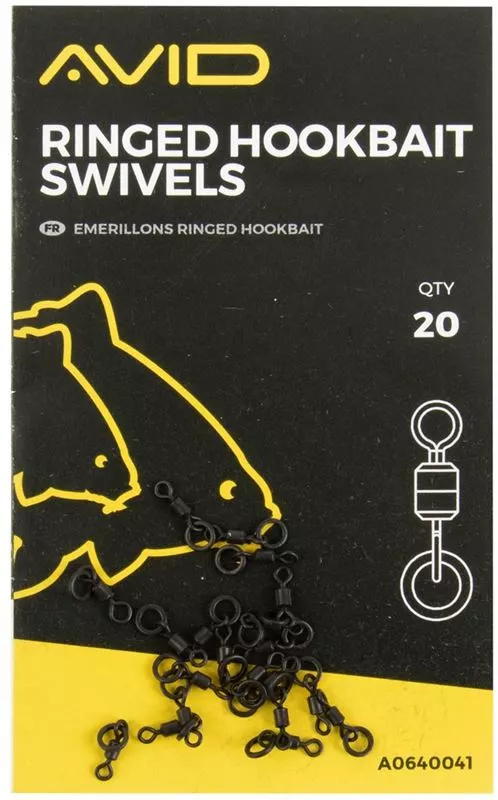 AVID
RINGED HOOKBAIT
SWIVELS
FR EMERILLONS RINGED HOOKBAIT
QTY
20
A0640041